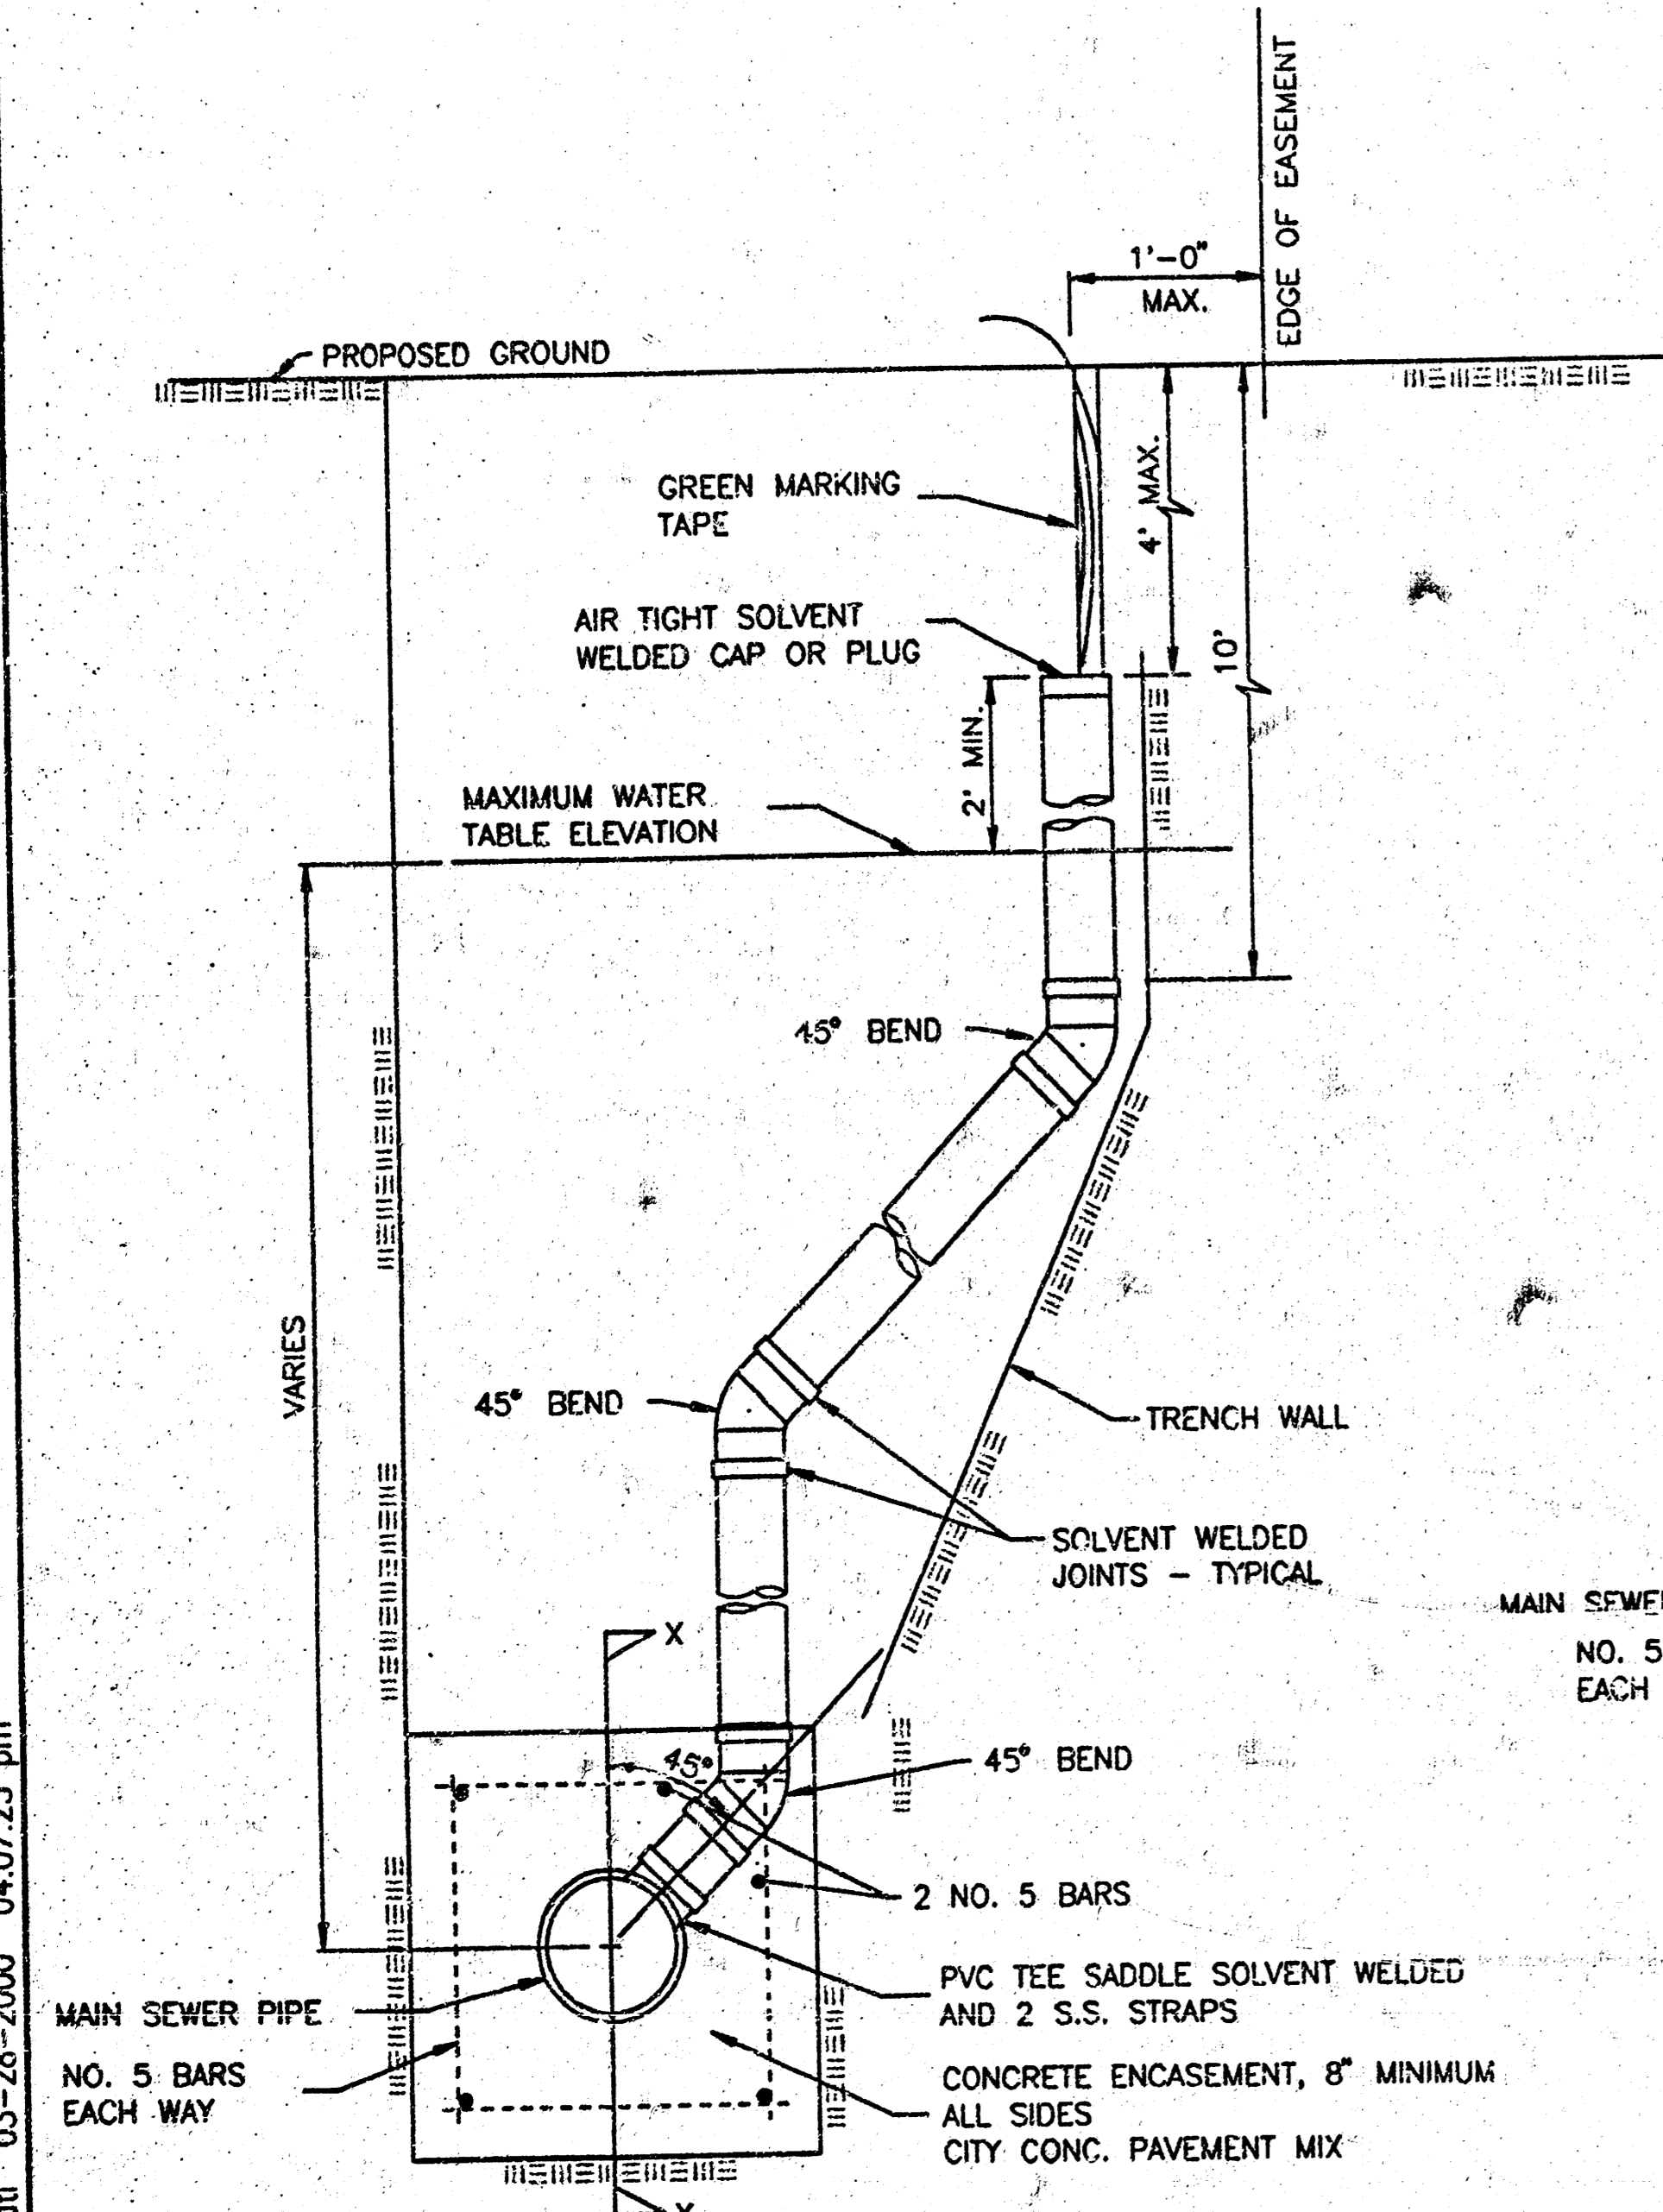 EDGE OF EASEMENT
1'-0"
MAX.
PROPOSED GROUND
GREEN MARKING
TAPE
4' MAX.
AIR TIGHT SOLVENT
WELDED CAP OR PLUG
10'
2' MIN.
MAXIMUM WATER
TABLE ELEVATION
45° BEND
VARIES
45° BEND
TRENCH WALL
SOLVENT WELDED
JOINTS - TYPICAL
MAIN SEWE
NO. 5
EACH
X
45°
45° BEND
2 NO. 5 BARS
PVC TEE SADDLE SOLVENT WELDED
AND 2 S.S. STRAPS
MAIN SEWER PIPE
NO. 5 BARS
EACH WAY
CONCRETE ENCASEMENT, 8" MINIMUM
ALL SIDES
CITY CONC. PAVEMENT MIX
X